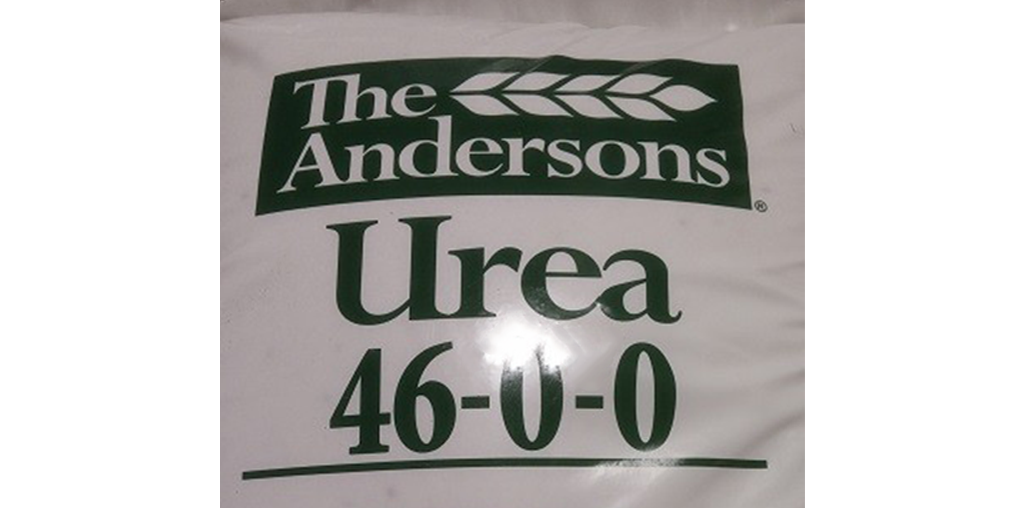 The
Andersons
®
Urea
46-0-0